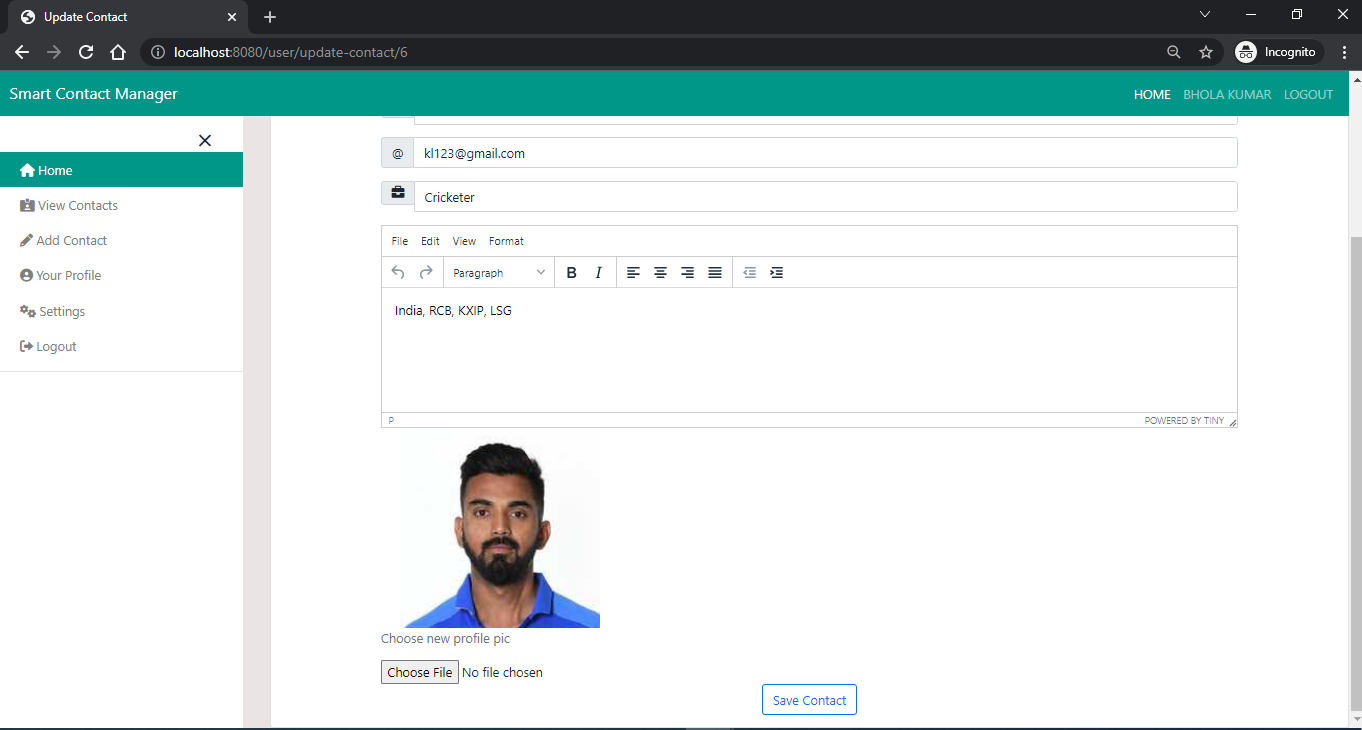 Update Contact
localhost:8080/user/update-contact/6
Incognito
Smart Contact Manager
HOME BHOLA KUMAR LOGOUT
Home
View Contacts
Add Contact
Your Profile
Settings
Logout
@ kl123@gmail.com
Cricketer
File Edit View Format
Paragraph B I
India, RCB, KXIP, LSG
P POWERED BY TINY
Choose new profile pic
Choose File No file chosen
Save Contact